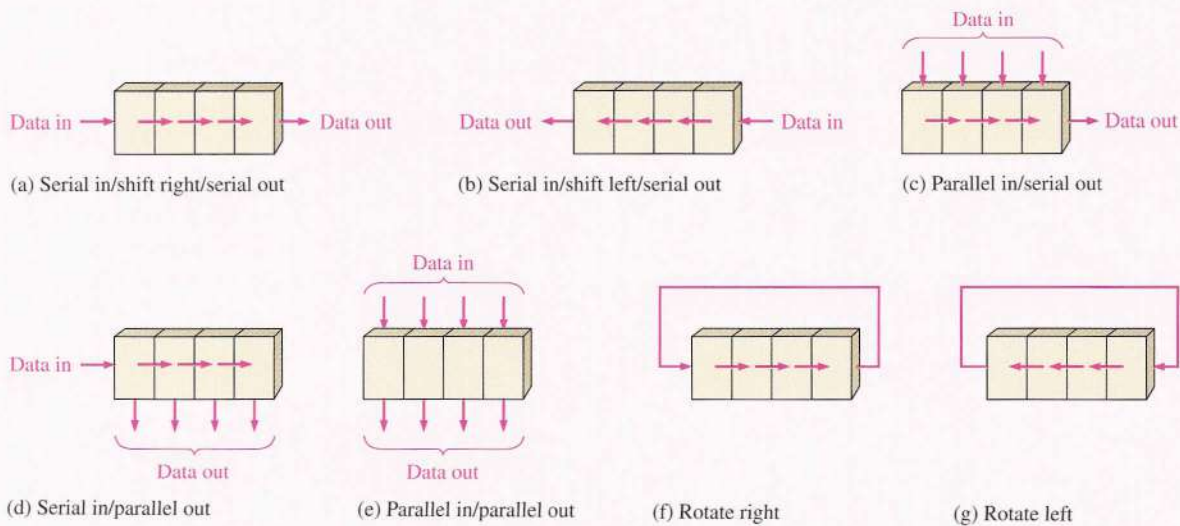 Data in
Data in
Data out
Data out
Data in
Data out
(a) Serial in/shift right/serial out
(b) Serial in/shift left/serial out
(c) Parallel in/serial out
Data in
Data in
Data out
Data out
(d) Serial in/parallel out
(e) Parallel in/parallel out
(f) Rotate right
(g) Rotate left